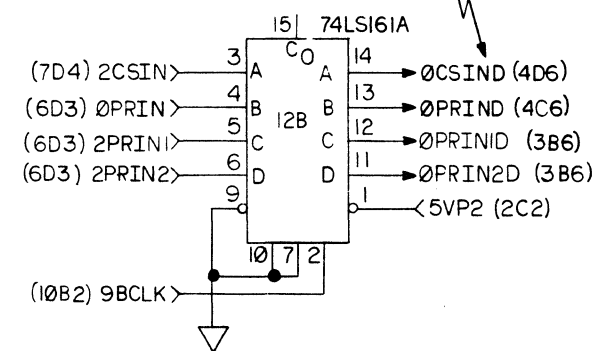 15 74LS161A
CO
(7D4) 2CSIN 3 A A 14 ØCSIND (4D6)
(6D3) ØPRIN 4 B B 13 ØPRIND (4C6)
12B
(6D3) 2PRIN1 5 C C 12 ØPRIN1D (3B6)
(6D3) 2PRIN2 6 D D 11 ØPRIN2D (3B6)
9 1 5VP2 (2C2)
10 7 2
(1ØB2) 9BCLK